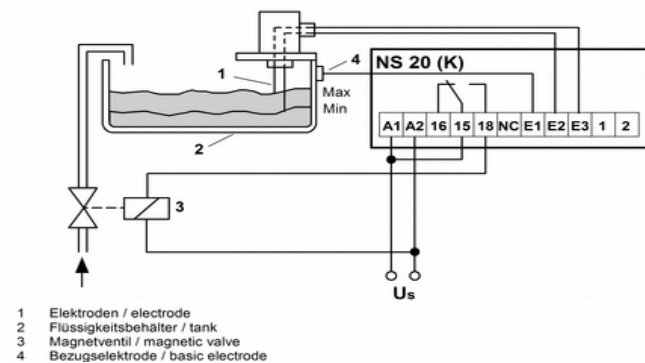 4
NS 20 (K)
1
Max
Min
A1 A2 16 15 18 NC E1 E2 E3 1 2
2
3
Us
1 Elektroden / electrode
2 Flüssigkeitsbehälter / tank
3 Magnetventil / magnetic valve
4 Bezugselektrode / basic electrode